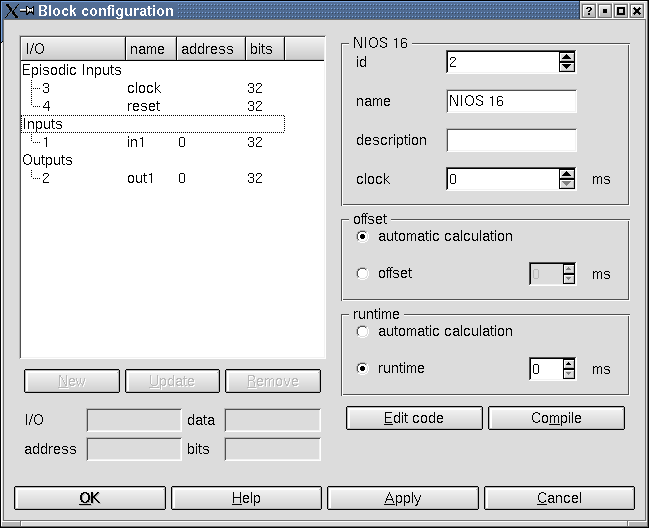 Block configuration
I/O name address bits
Episodic Inputs
3 clock 32
4 reset 32
Inputs
1 in1 0 32
Outputs
2 out1 0 32
New Update Remove
I/O data
address bits
NIOS 16
id 2
name NIOS 16
description
clock 0 ms
offset
automatic calculation
offset 0 ms
runtime
automatic calculation
runtime 0 ms
Edit code Compile
OK Help Apply Cancel